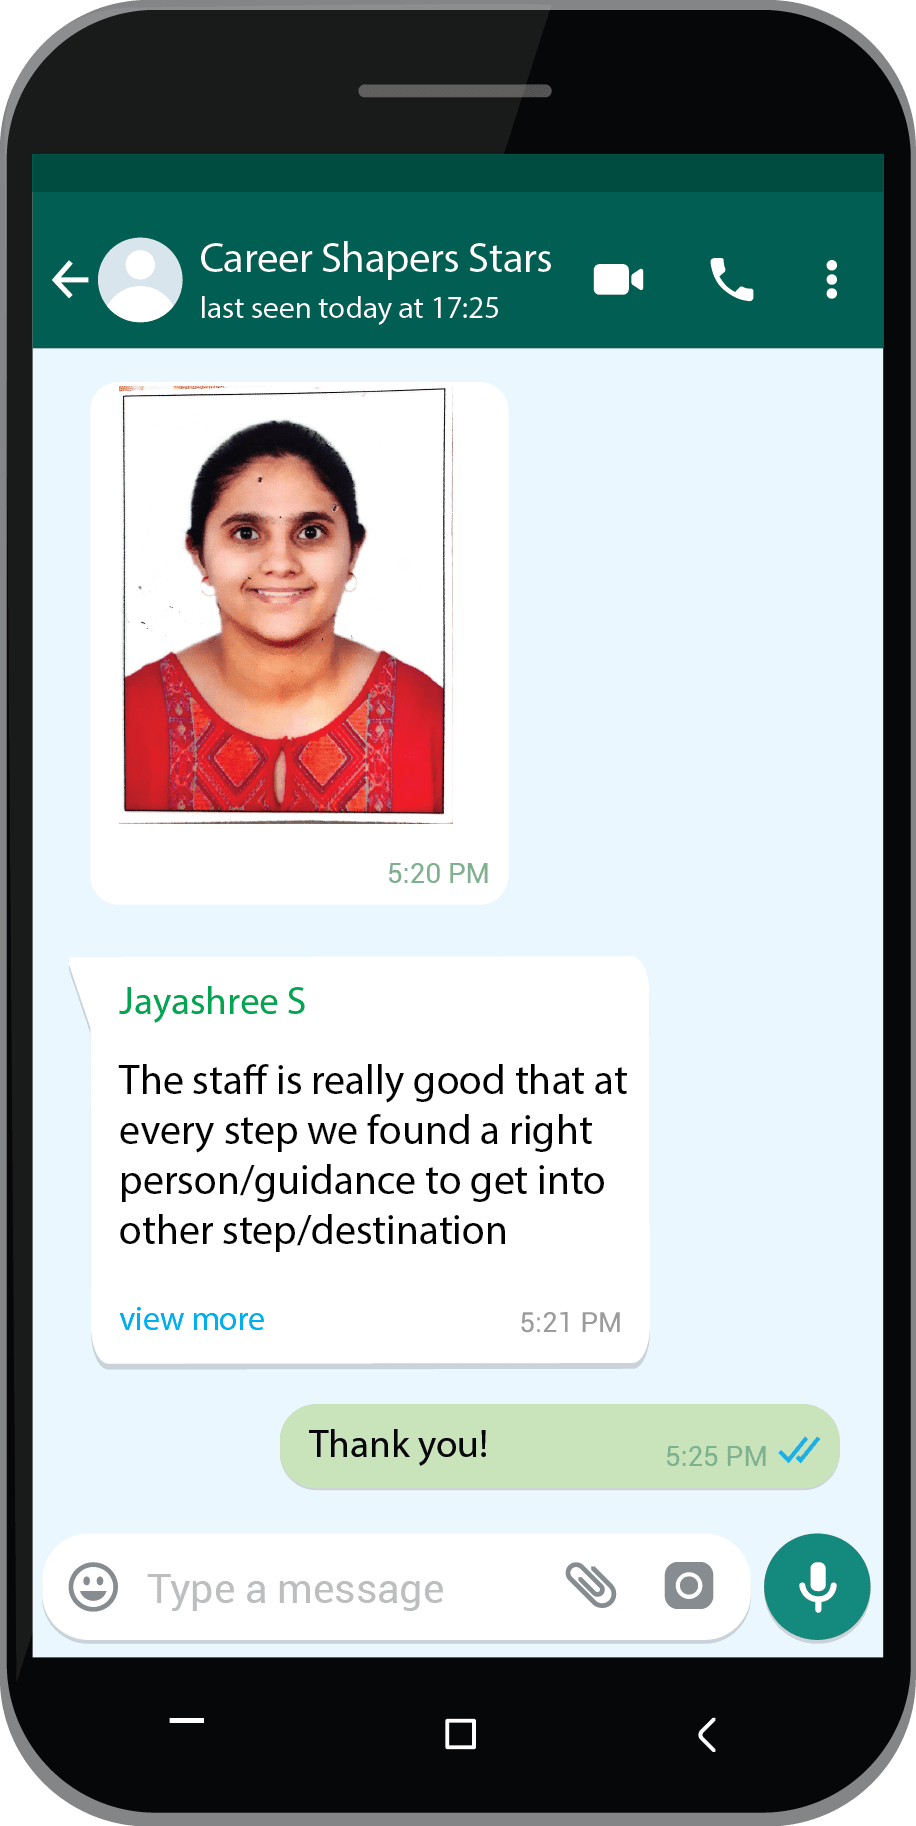 Career Shapers Stars
last seen today at 17:25
5:20 PM
Jayashree S
The staff is really good that at
every step we found a right
person/guidance to get into
other step/destination
view more
5:21 PM
Thank you!
5:25 PM
Type a message